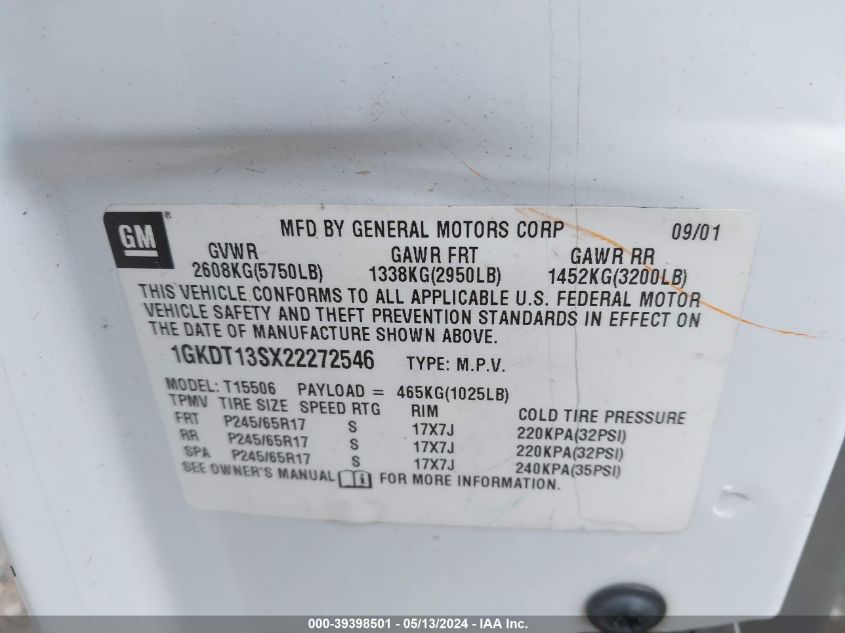 GM ®
MFD BY GENERAL MOTORS CORP 09/01
GVWR GAWR FRT GAWR RR
2608KG(5750LB) 1338KG(2950LB) 1452KG(3200LB)
THIS VEHICLE CONFORMS TO ALL APPLICABLE U.S. FEDERAL MOTOR
VEHICLE SAFETY AND THEFT PREVENTION STANDARDS IN EFFECT ON
THE DATE OF MANUFACTURE SHOWN ABOVE.
1GKDT13SX22272546 TYPE: M.P.V.
MODEL: T15506 PAYLOAD = 465KG(1025LB)
TPMV TIRE SIZE SPEED RTG RIM COLD TIRE PRESSURE
FRT P245/65R17 S 17X7J 220KPA(32PSI)
RR P245/65R17 S 17X7J 220KPA(32PSI)
SPA P245/65R17 S 17X7J 240KPA(35PSI)
SEE OWNER'S MANUAL FOR MORE INFORMATION.
000-39398501 - 05/13/2024 - IAA Inc.